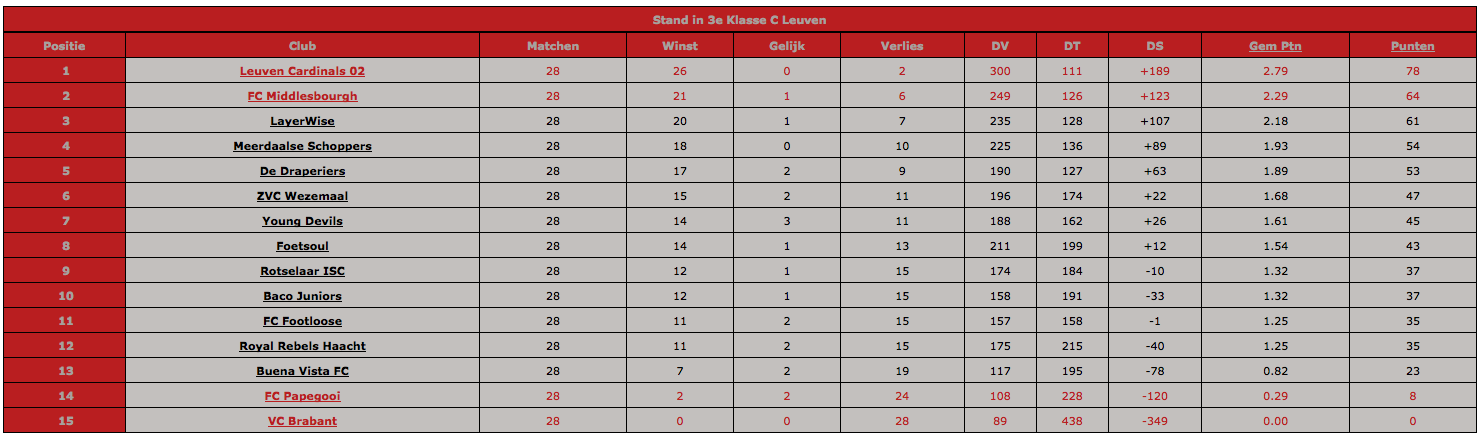 Stand in 3e Klasse C Leuven
Positie Club Matchen Winst Gelijk Verlies DV DT DS Gem Ptn Punten
1 Leuven Cardinals 02 28 26 0 2 300 111 +189 2.79 78
2 FC Middlesbourgh 28 21 1 6 249 126 +123 2.29 64
3 LayerWise 28 20 1 7 235 128 +107 2.18 61
4 Meerdaalse Schoppers 28 18 0 10 225 136 +89 1.93 54
5 De Draperiers 28 17 2 9 190 127 +63 1.89 53
6 ZVC Wezemaal 28 15 2 11 196 174 +22 1.68 47
7 Young Devils 28 14 3 11 188 162 +26 1.61 45
8 Foetsoul 28 14 1 13 211 199 +12 1.54 43
9 Rotselaar ISC 28 12 1 15 174 184 -10 1.32 37
10 Baco Juniors 28 12 1 15 158 191 -33 1.32 37
11 FC Footloose 28 11 2 15 157 158 -1 1.25 35
12 Royal Rebels Haacht 28 11 2 15 175 215 -40 1.25 35
13 Buena Vista FC 28 7 2 19 117 195 -78 0.82 23
14 FC Papegooi 28 2 2 24 108 228 -120 0.29 8
15 VC Brabant 28 0 0 28 89 438 -349 0.00 0